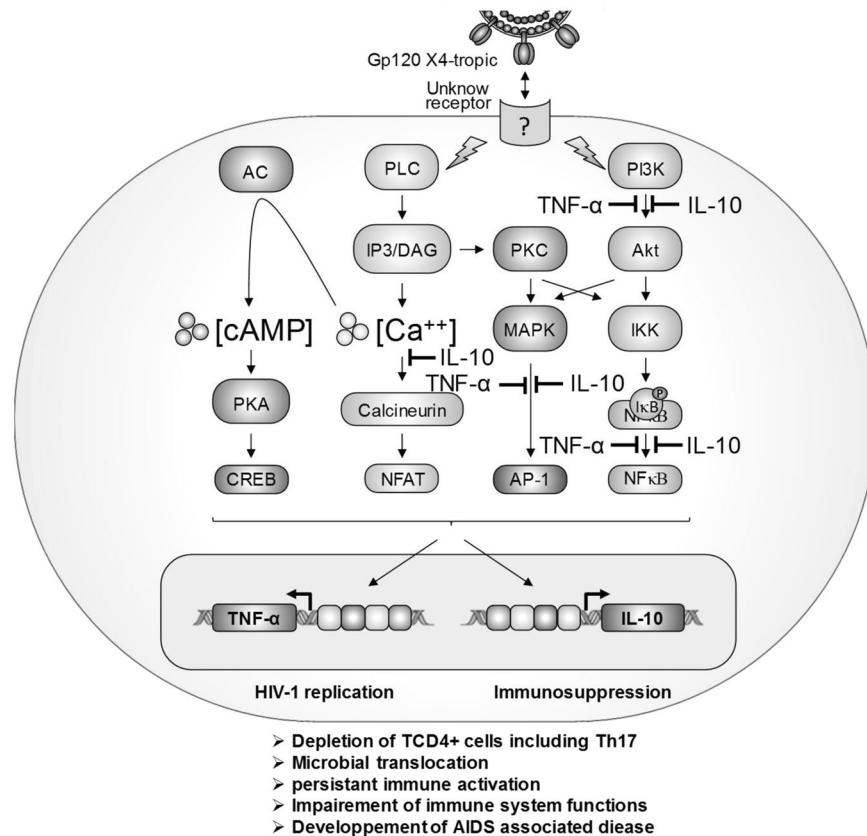 Gp120 X4-tropic
Unknow
receptor
?
AC
PLC
PI3K
TNF-α
IL-10
IP3/DAG
PKC
Akt
[cAMP]
[Ca++]
MAPK
IKK
IL-10
TNF-α
IL-10
PKA
Calcineurin
P
IκB
NFκB
TNF-α
IL-10
CREB
NFAT
AP-1
NFκB
TNF-α
IL-10
HIV-1 replication
Immunosuppression
➢ Depletion of TCD4+ cells including Th17
➢ Microbial translocation
➢ persistant immune activation
➢ Impairement of immune system functions
➢ Developpement of AIDS associated diease